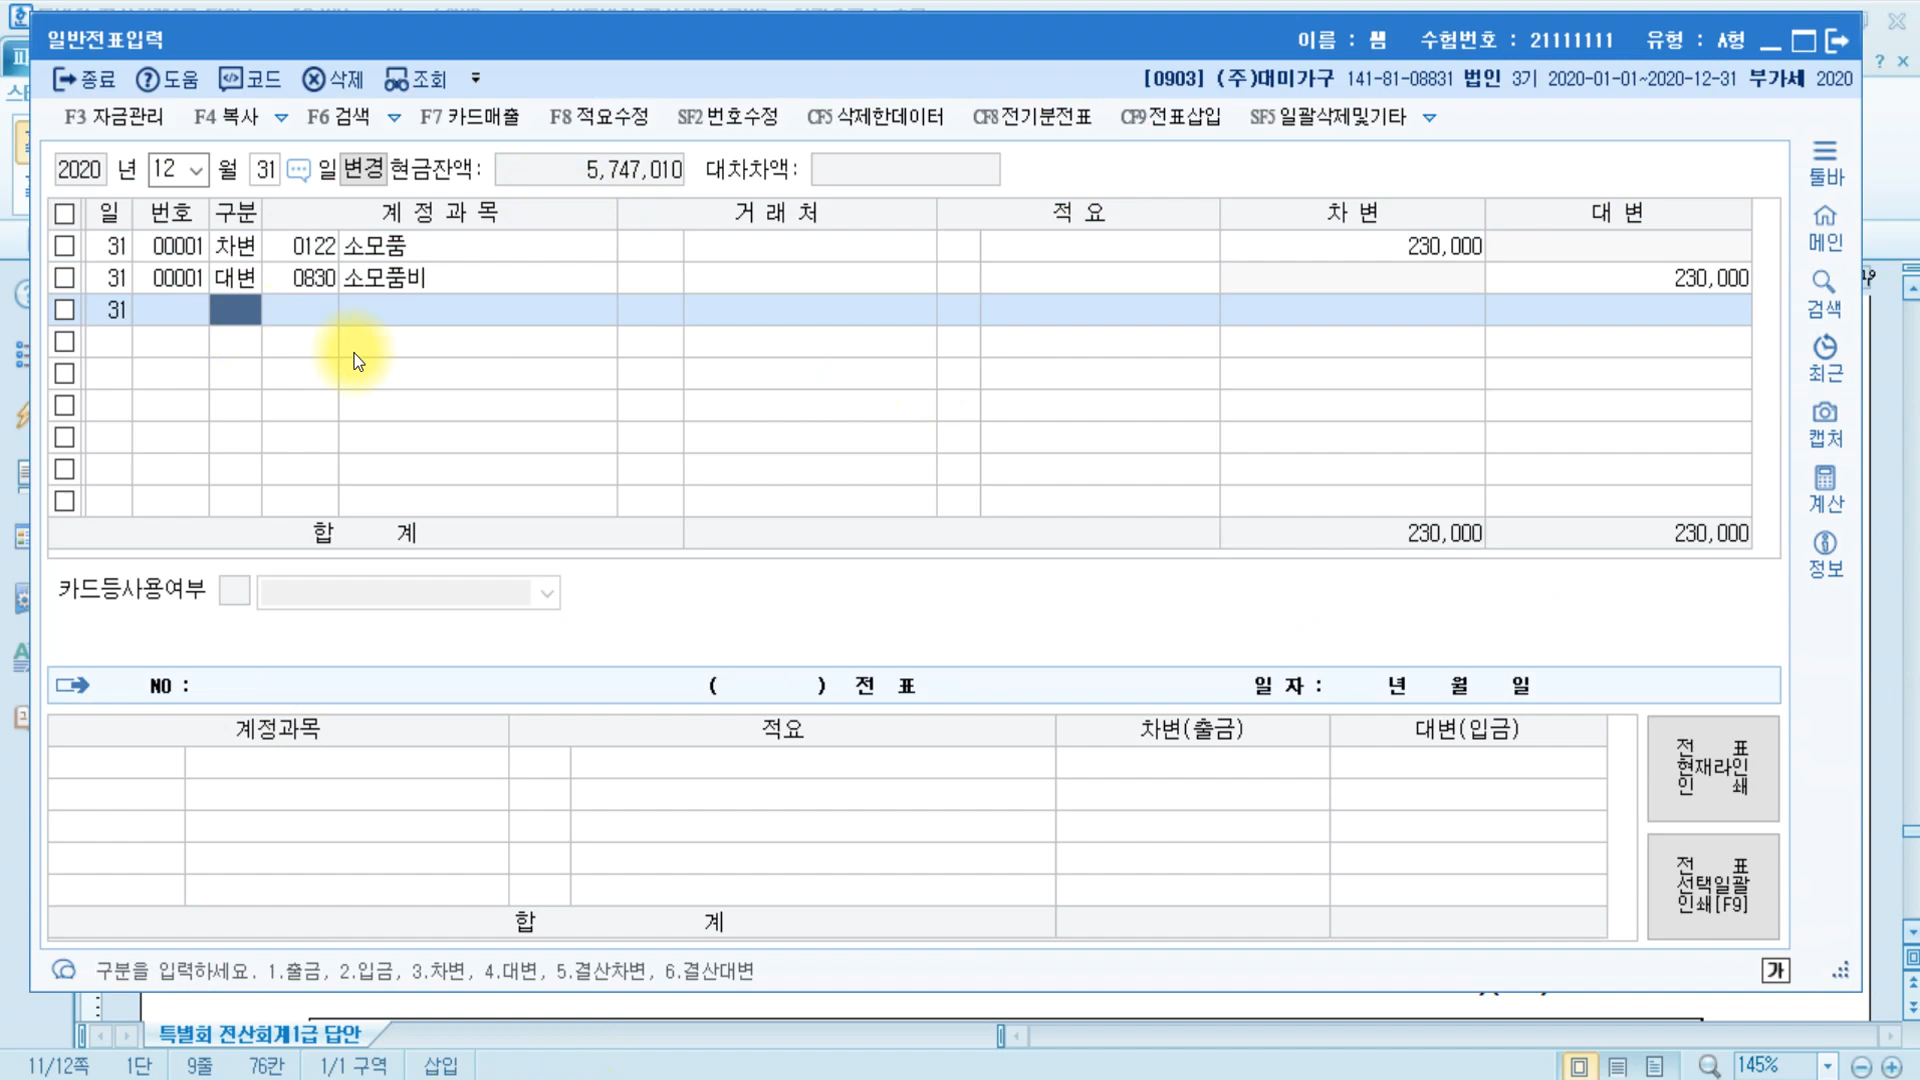 일반전표입력 이름 : 뵘 수험번호 : 21111111 유형 : A형
종료 도움 코드 삭제 조회 [0903] (주)대미가구 141-81-08831 법인 3기 2020-01-01~2020-12-31 부가세 2020
F3 자금관리 F4 복사 F6 검색 F7 카드매출 F8 적요수정 SF2 번호수정 CF5 삭제한데이터 CF8 전기분전표 CF9 전표삽입 SF5 일괄삭제및기타
2020 년 12 월 31 일 변경 현금잔액: 5,747,010 대차차액:
일 번호 구분 계 정 과 목 거 래 처 적 요 차 변 대 변
31 00001 차변 0122 소모품 230,000
31 00001 대변 0830 소모품비 230,000
31
합 계 230,000 230,000
카드등사용여부
NO : ( ) 전 표 일 자 : 년 월 일
계정과목 적요 차변(출금) 대변(입금)
합 계
전 표
현재라인
인 쇄
전 표
선택일괄
인쇄[F9]
구분을 입력하세요. 1.출금, 2.입금, 3.차변, 4.대변, 5.결산차변, 6.결산대변 가
툴바
메인
검색
최근
캡처
계산
정보
특별회 전산회계1급 답안
11/12쪽 1단 9줄 76칸 1/1 구역 삽입 145%